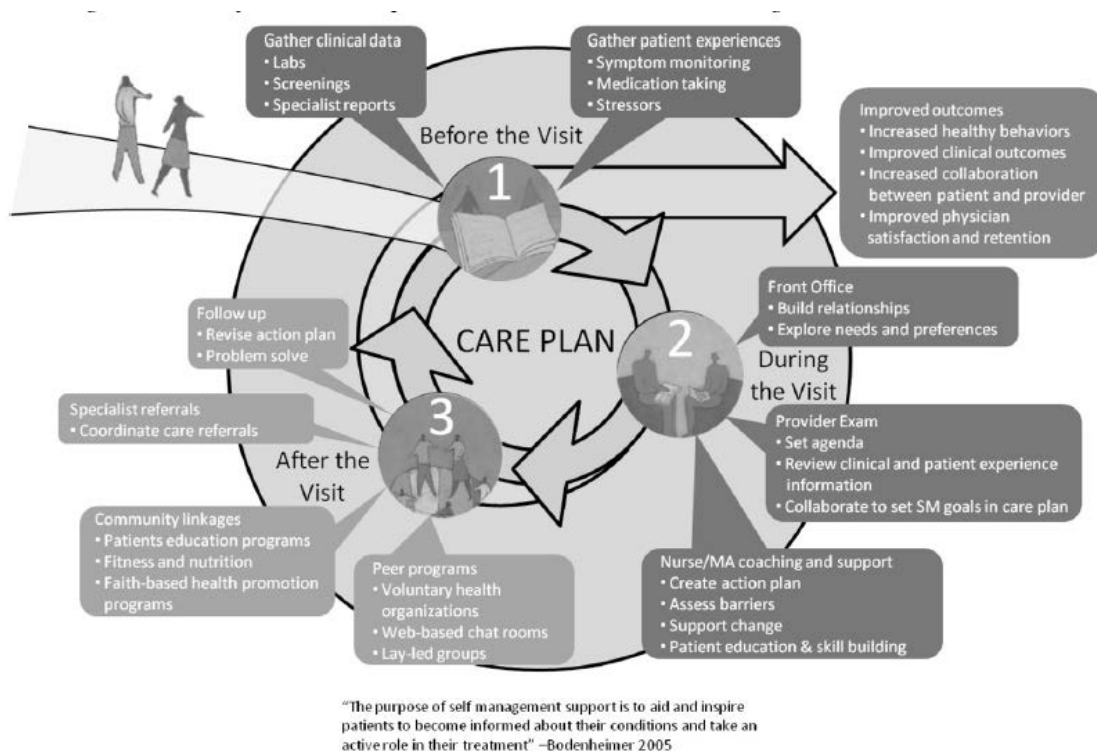 Gather clinical data
• Labs
• Screenings
• Specialist reports
Gather patient experiences
• Symptom monitoring
• Medication taking
• Stressors
Before the Visit
1
Improved outcomes
• Increased healthy behaviors
• Improved clinical outcomes
• Increased collaboration
between patient and provider
• Improved physician
satisfaction and retention
Front Office
• Build relationships
• Explore needs and preferences
CARE PLAN
2
During
the Visit
Provider Exam
• Set agenda
• Review clinical and patient experience
information
• Collaborate to set SM goals in care plan
Nurse/MA coaching and support
• Create action plan
• Assess barriers
• Support change
• Patient education & skill building
3
After the
Visit
Follow up
• Revise action plan
• Problem solve
Specialist referrals
• Coordinate care referrals
Community linkages
• Patients education programs
• Fitness and nutrition
• Faith-based health promotion
programs
Peer programs
• Voluntary health
organizations
• Web-based chat rooms
• Lay-led groups
"The purpose of self management support is to aid and inspire
patients to become informed about their conditions and take an
active role in their treatment" –Bodenheimer 2005